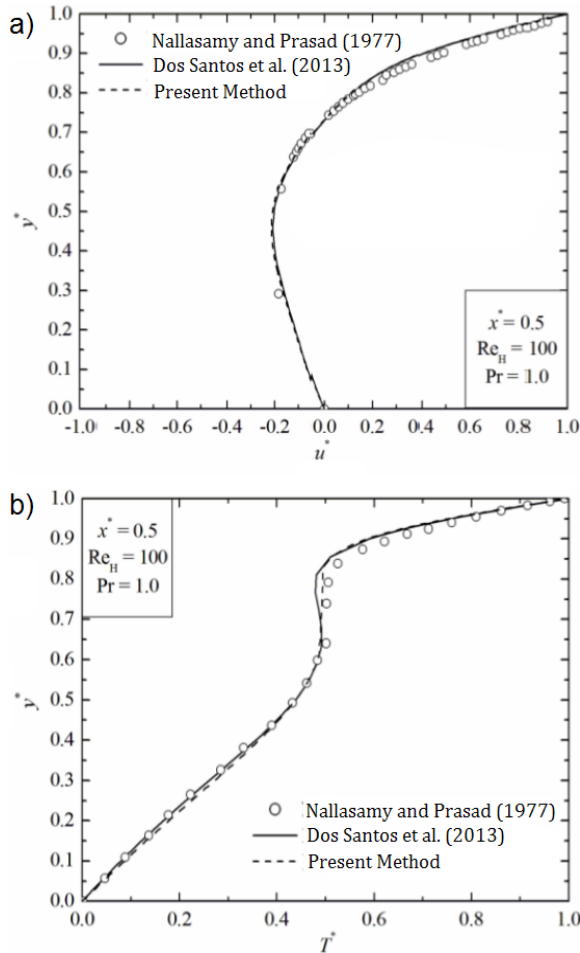 a)
1.0
0.9
0.8
0.7
0.6
0.5
0.4
0.3
0.2
0.1
0.0
y*
Nallasamy and Prasad (1977)
Dos Santos et al. (2013)
Present Method
x* = 0.5
Re_H = 100
Pr = 1.0
-1.0 -0.8 -0.6 -0.4 -0.2 0.0 0.2 0.4 0.6 0.8 1.0
u*
b)
1.0
0.9
0.8
0.7
0.6
0.5
0.4
0.3
0.2
0.1
0.0
y*
x* = 0.5
Re_H = 100
Pr = 1.0
Nallasamy and Prasad (1977)
Dos Santos et al. (2013)
Present Method
0.0 0.2 0.4 0.6 0.8 1.0
T*